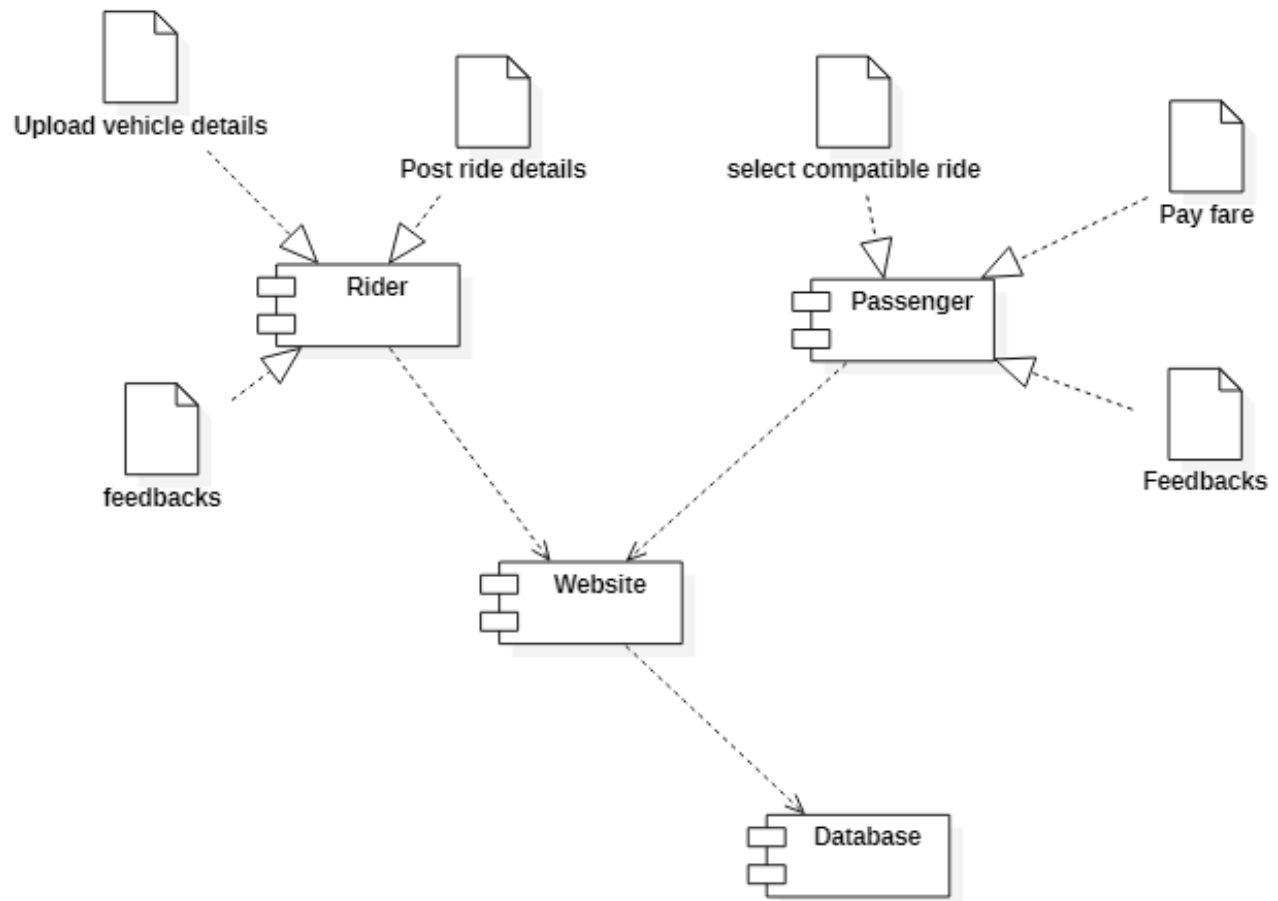 Upload vehicle details
Post ride details
select compatible ride
Pay fare
Rider
Passenger
feedbacks
Feedbacks
Website
Database